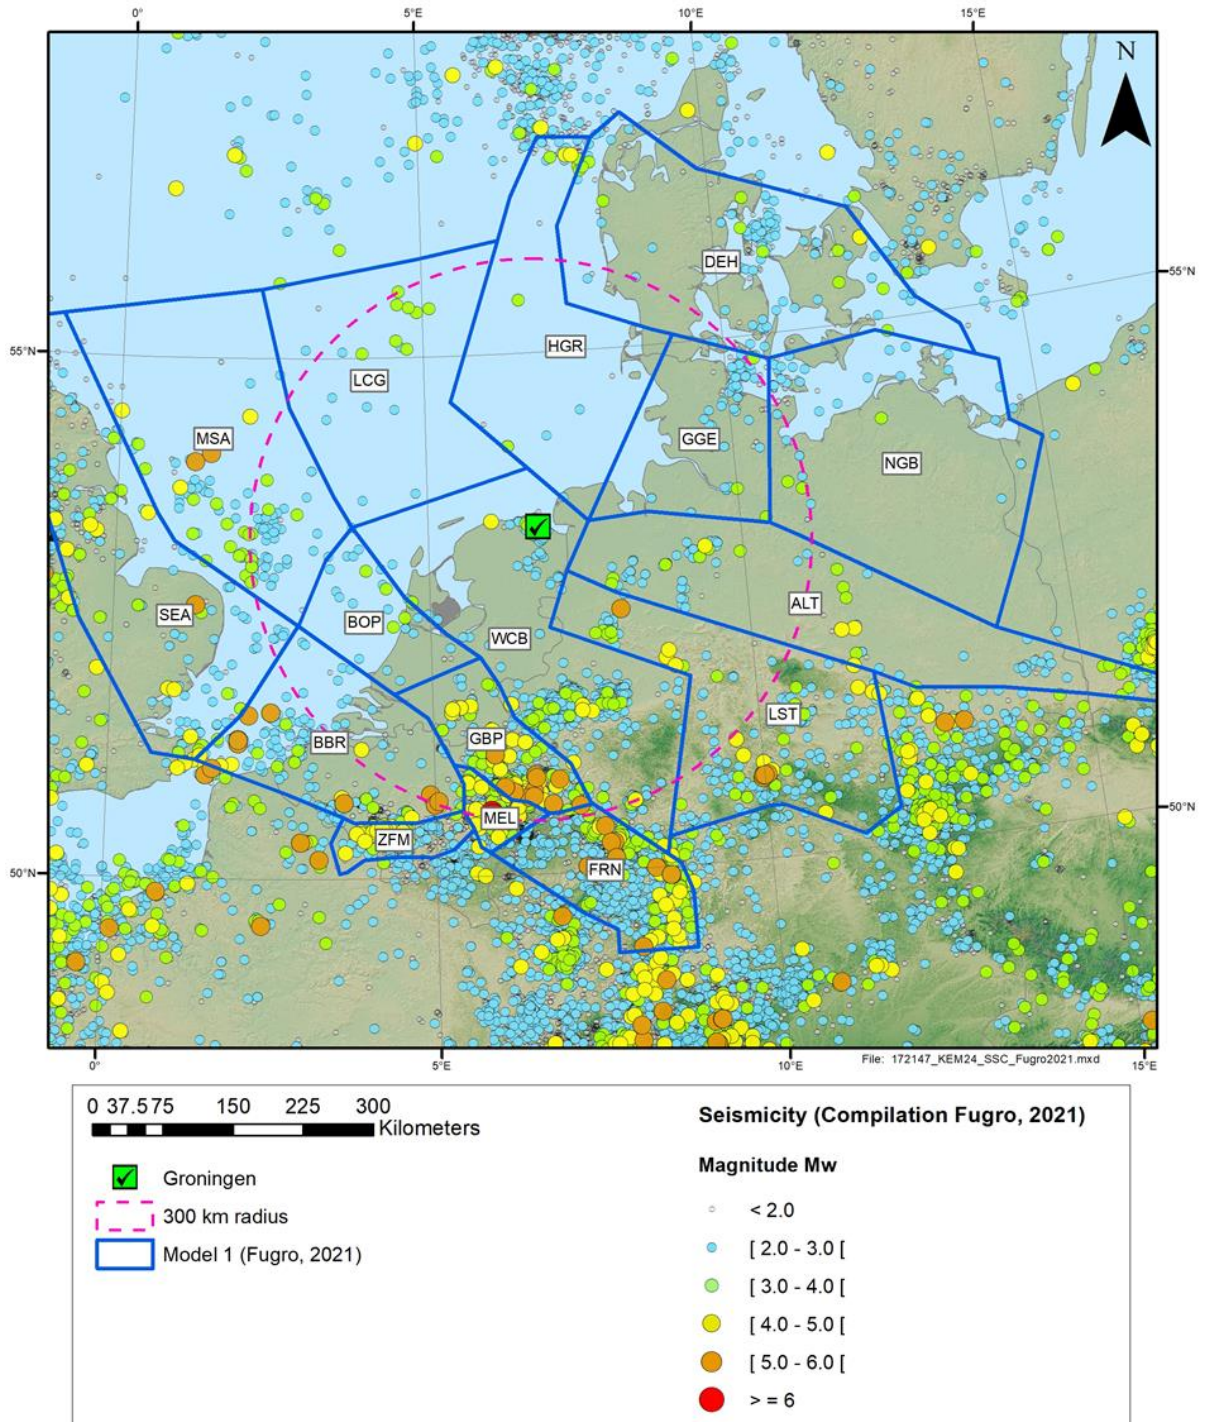 0° 5°E 10°E 15°E
N
DEH
55°N
HGR
55°N
LCG
MSA
GGE
NGB
SEA
BOP
ALT
WCB
LST
GBP
BBR
MEL
50°N
ZFM
FRN
50°N
File: 172147_KEM24_SSC_Fugro2021.mxd
0° 5°E 10°E 15°E
0 37.5 75 150 225 300
Kilometers
Groningen
300 km radius
Model 1 (Fugro, 2021)
Seismicity (Compilation Fugro, 2021)
Magnitude Mw
< 2.0
[ 2.0 - 3.0 [
[ 3.0 - 4.0 [
[ 4.0 - 5.0 [
[ 5.0 - 6.0 [
> = 6